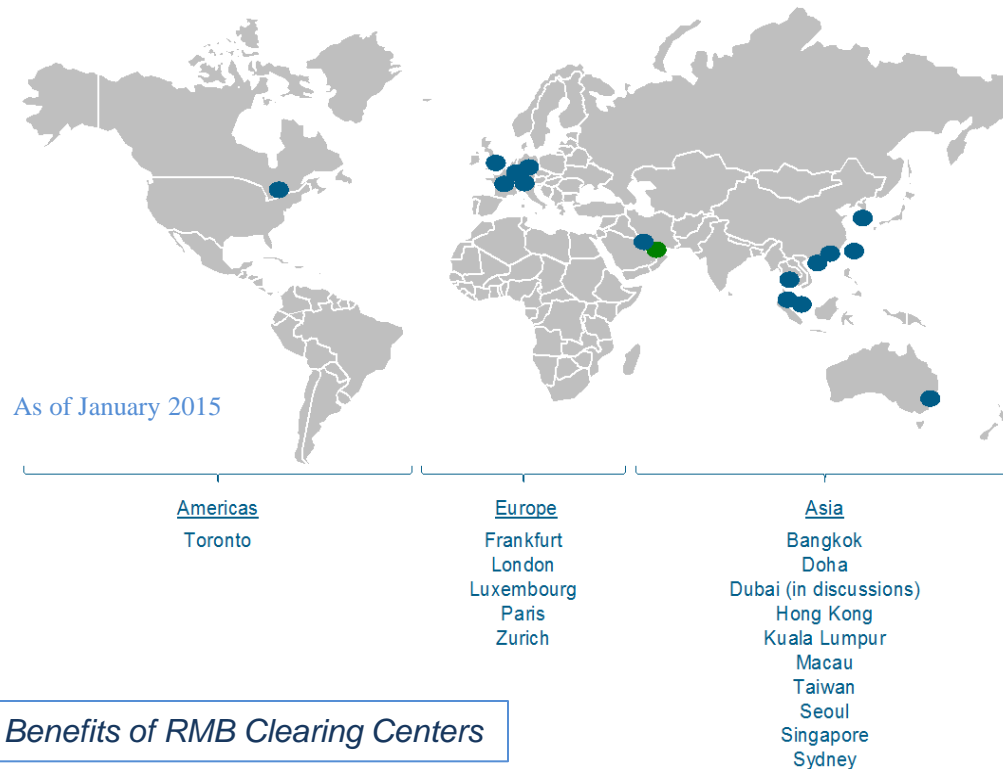 As of January 2015
Americas
Toronto
Europe
Frankfurt
London
Luxembourg
Paris
Zurich
Asia
Bangkok
Doha
Dubai (in discussions)
Hong Kong
Kuala Lumpur
Macau
Taiwan
Seoul
Singapore
Sydney
Benefits of RMB Clearing Centers